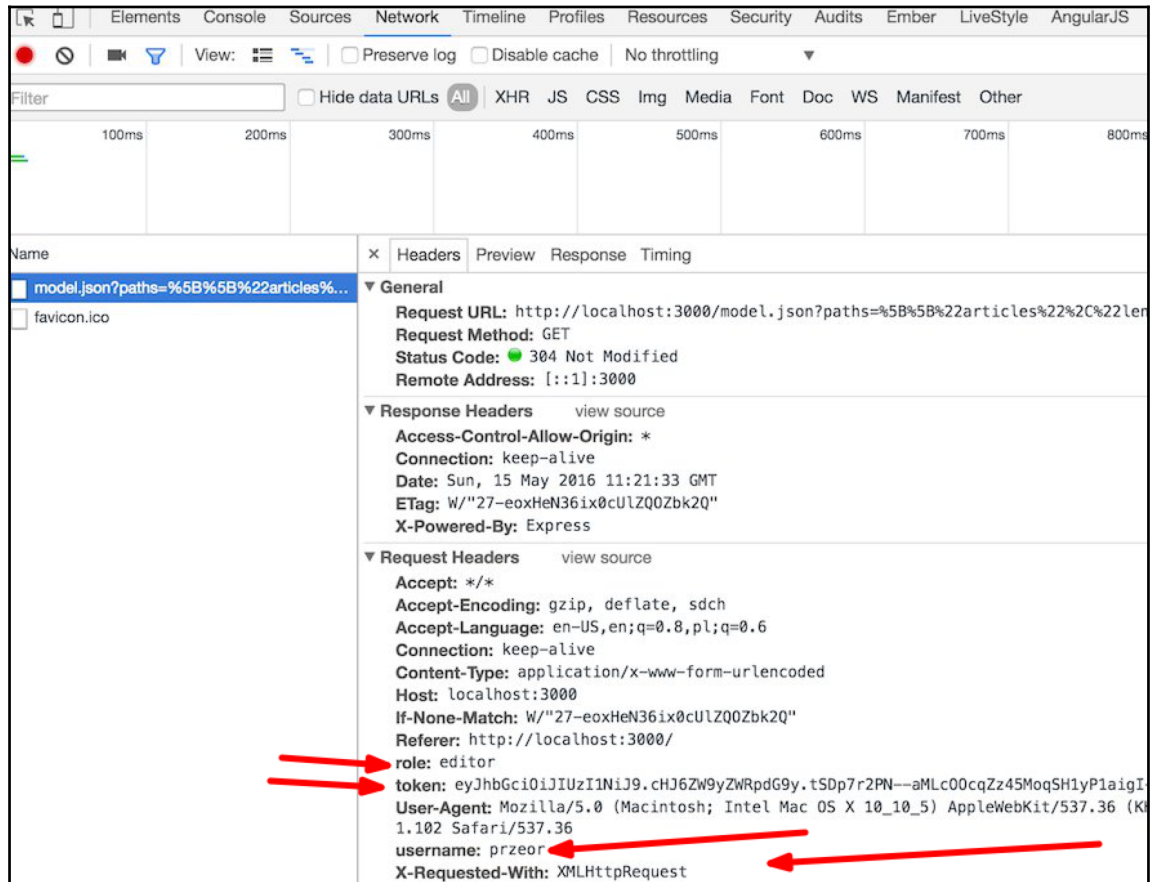 Elements Console Sources Network Timeline Profiles Resources Security Audits Ember LiveStyle AngularJS
View: Preserve log Disable cache No throttling
Filter Hide data URLs All XHR JS CSS Img Media Font Doc WS Manifest Other
100ms 200ms 300ms 400ms 500ms 600ms 700ms 800ms
Name × Headers Preview Response Timing
model.json?paths=%5B%5B%22articles%...
favicon.ico
General
Request URL: http://localhost:3000/model.json?paths=%5B%5B%22articles%22%2C%22len
Request Method: GET
Status Code: 304 Not Modified
Remote Address: [::1]:3000
Response Headers view source
Access-Control-Allow-Origin: *
Connection: keep-alive
Date: Sun, 15 May 2016 11:21:33 GMT
ETag: W/"27-eoxHeN36ix0cUlZQOZbk2Q"
X-Powered-By: Express
Request Headers view source
Accept: */*
Accept-Encoding: gzip, deflate, sdch
Accept-Language: en-US,en;q=0.8,pl;q=0.6
Connection: keep-alive
Content-Type: application/x-www-form-urlencoded
Host: localhost:3000
If-None-Match: W/"27-eoxHeN36ix0cUlZQOZbk2Q"
Referer: http://localhost:3000/
role: editor
token: eyJhbGciOiJIUzI1NiJ9.cHJ6ZW9yZWRpdG9y.tSDp7r2PN--aMLcOOcqZz45MoqSH1yP1aigI-
User-Agent: Mozilla/5.0 (Macintosh; Intel Mac OS X 10_10_5) AppleWebKit/537.36 (KH
1.102 Safari/537.36
username: przeor
X-Requested-With: XMLHttpRequest